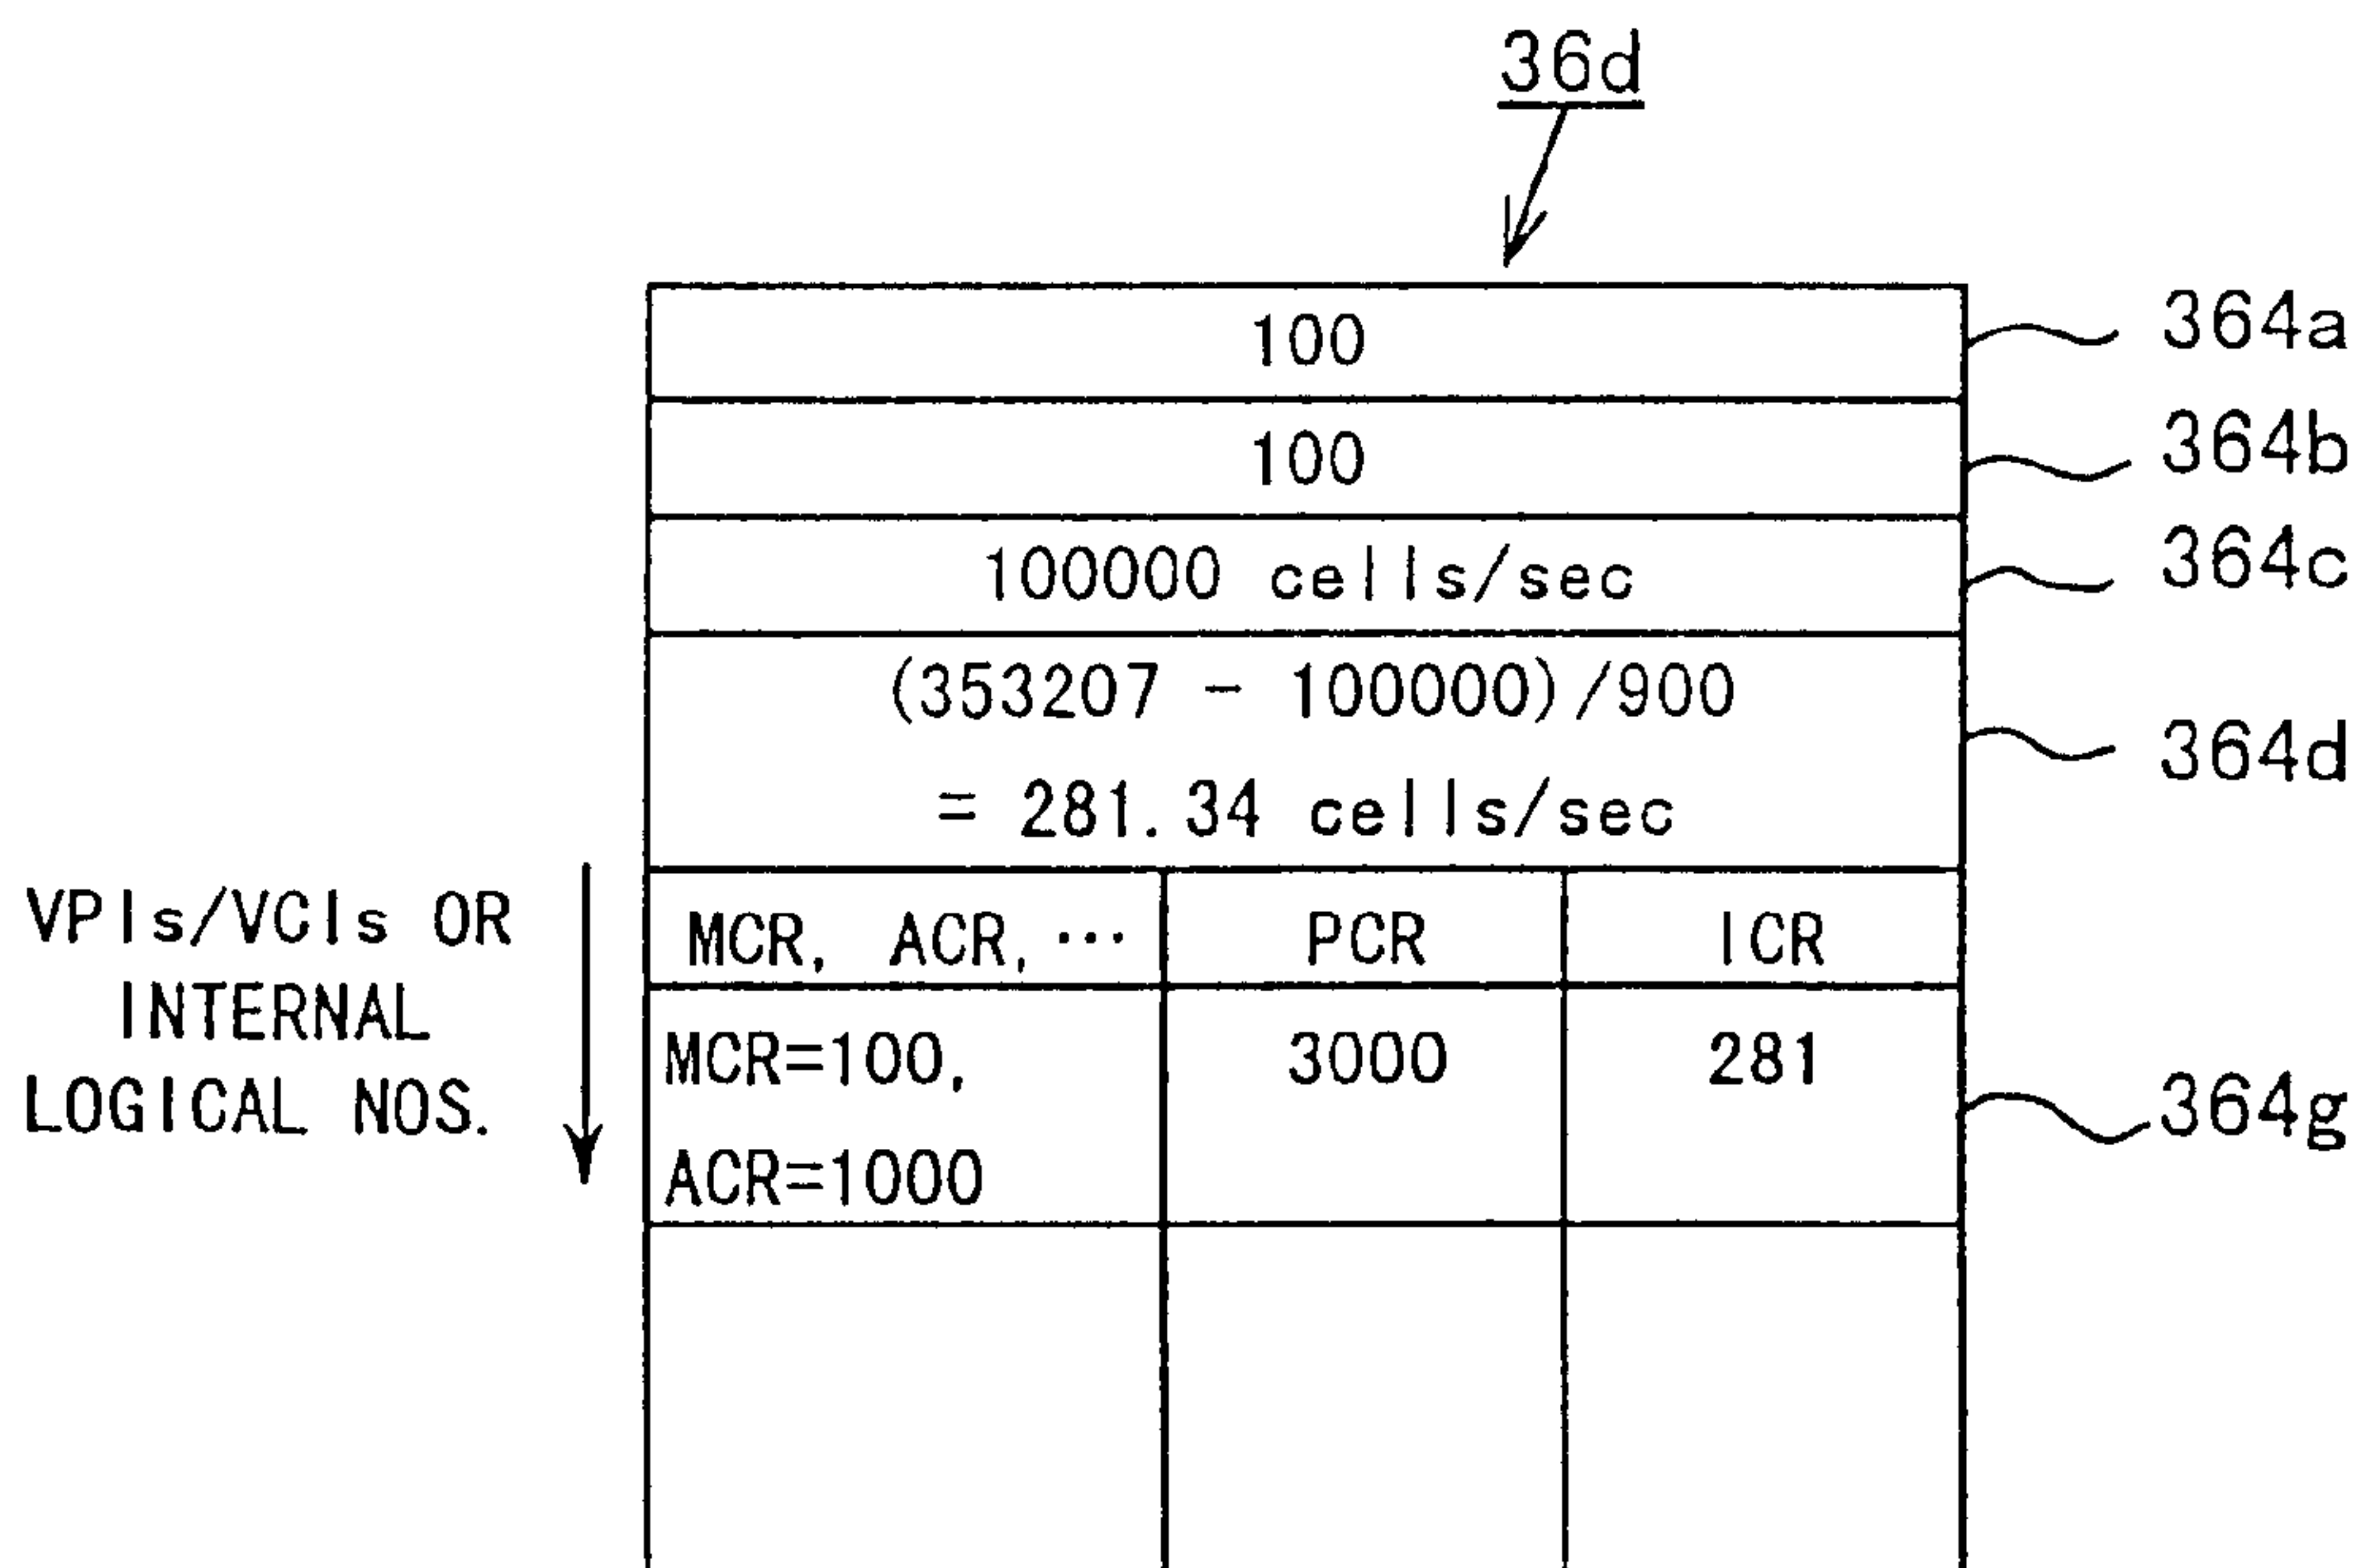 36d
100
364a
100
364b
100000 cells/sec
364c
(353207 - 100000)/900
= 281.34 cells/sec
364d
VPIs/VCIs OR
INTERNAL
LOGICAL NOS.
MCR, ACR, ...
PCR
ICR
MCR=100,
ACR=1000
3000
281
364g